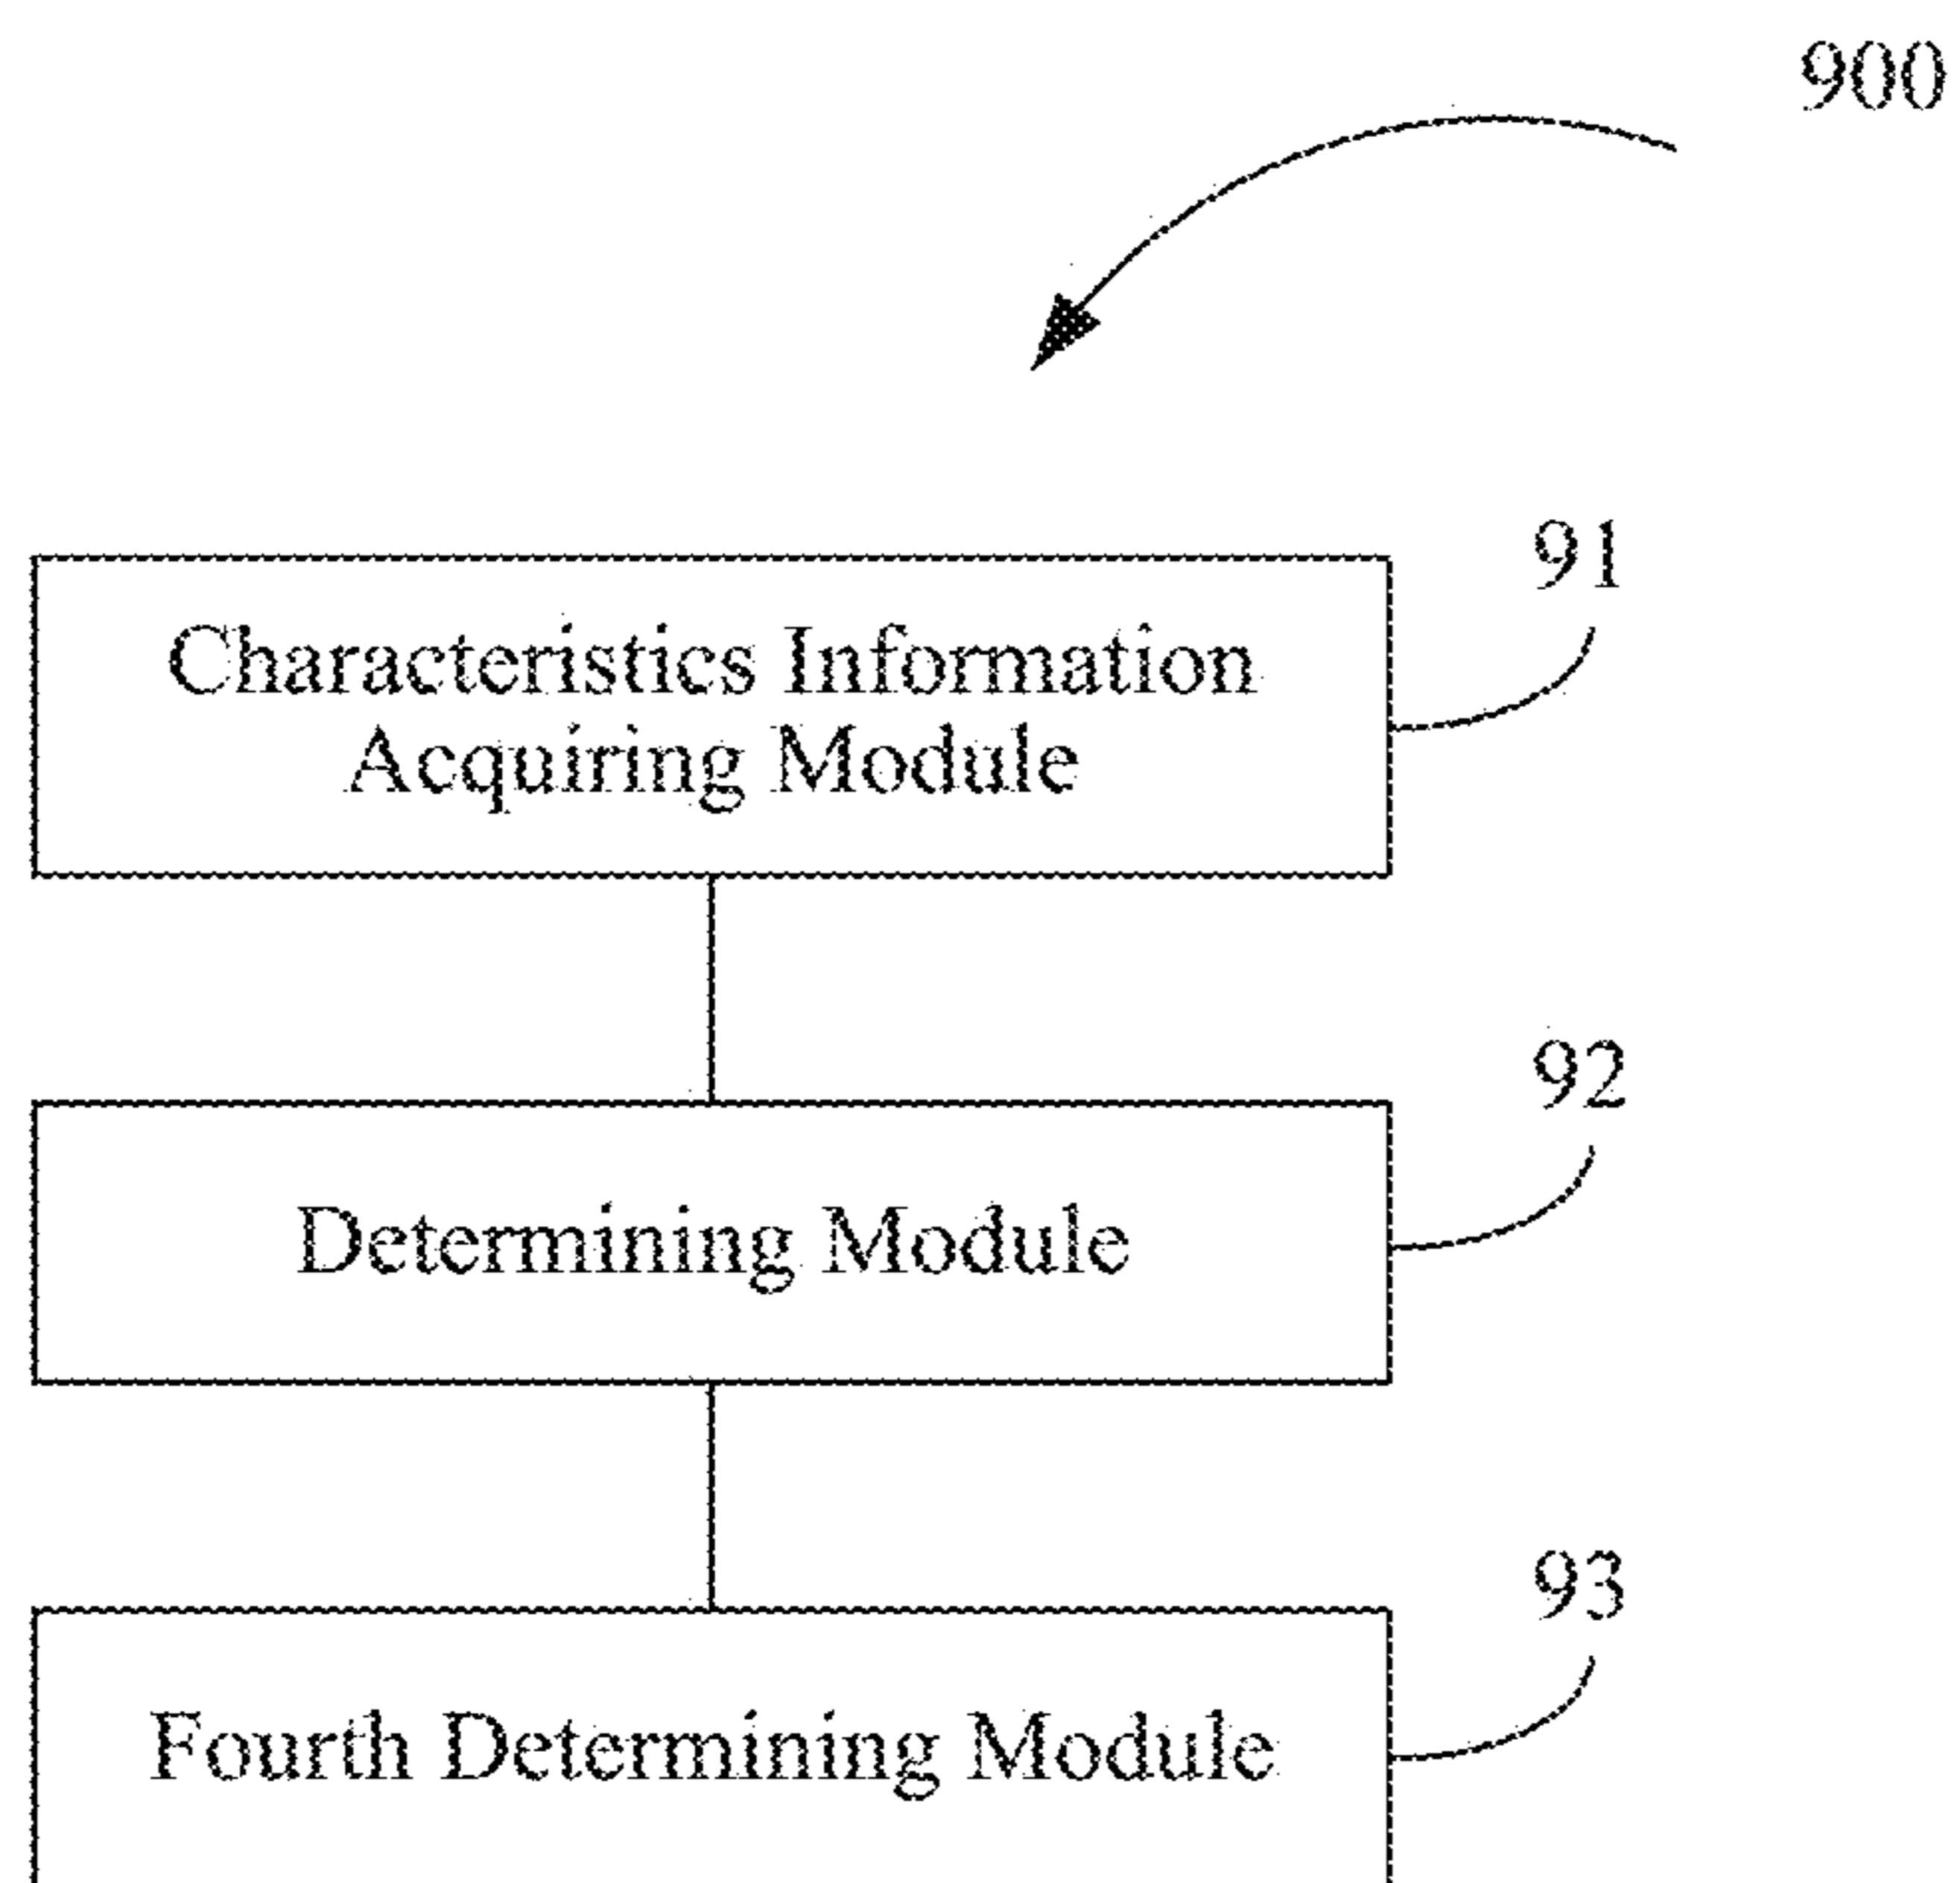 900
91
Characteristics Information
Acquiring Module
92
Determining Module
93
Fourth Determining Module